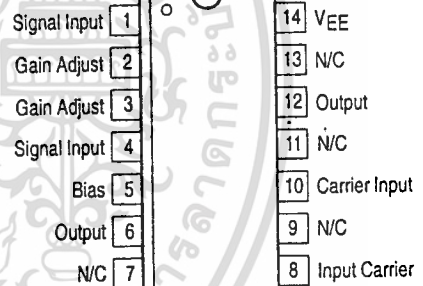 Signal Input 1
Gain Adjust 2
Gain Adjust 3
Signal Input 4
Bias 5
Output 6
N/C 7
14 VEE
13 N/C
12 Output
11 N/C
10 Carrier Input
9 N/C
8 Input Carrier